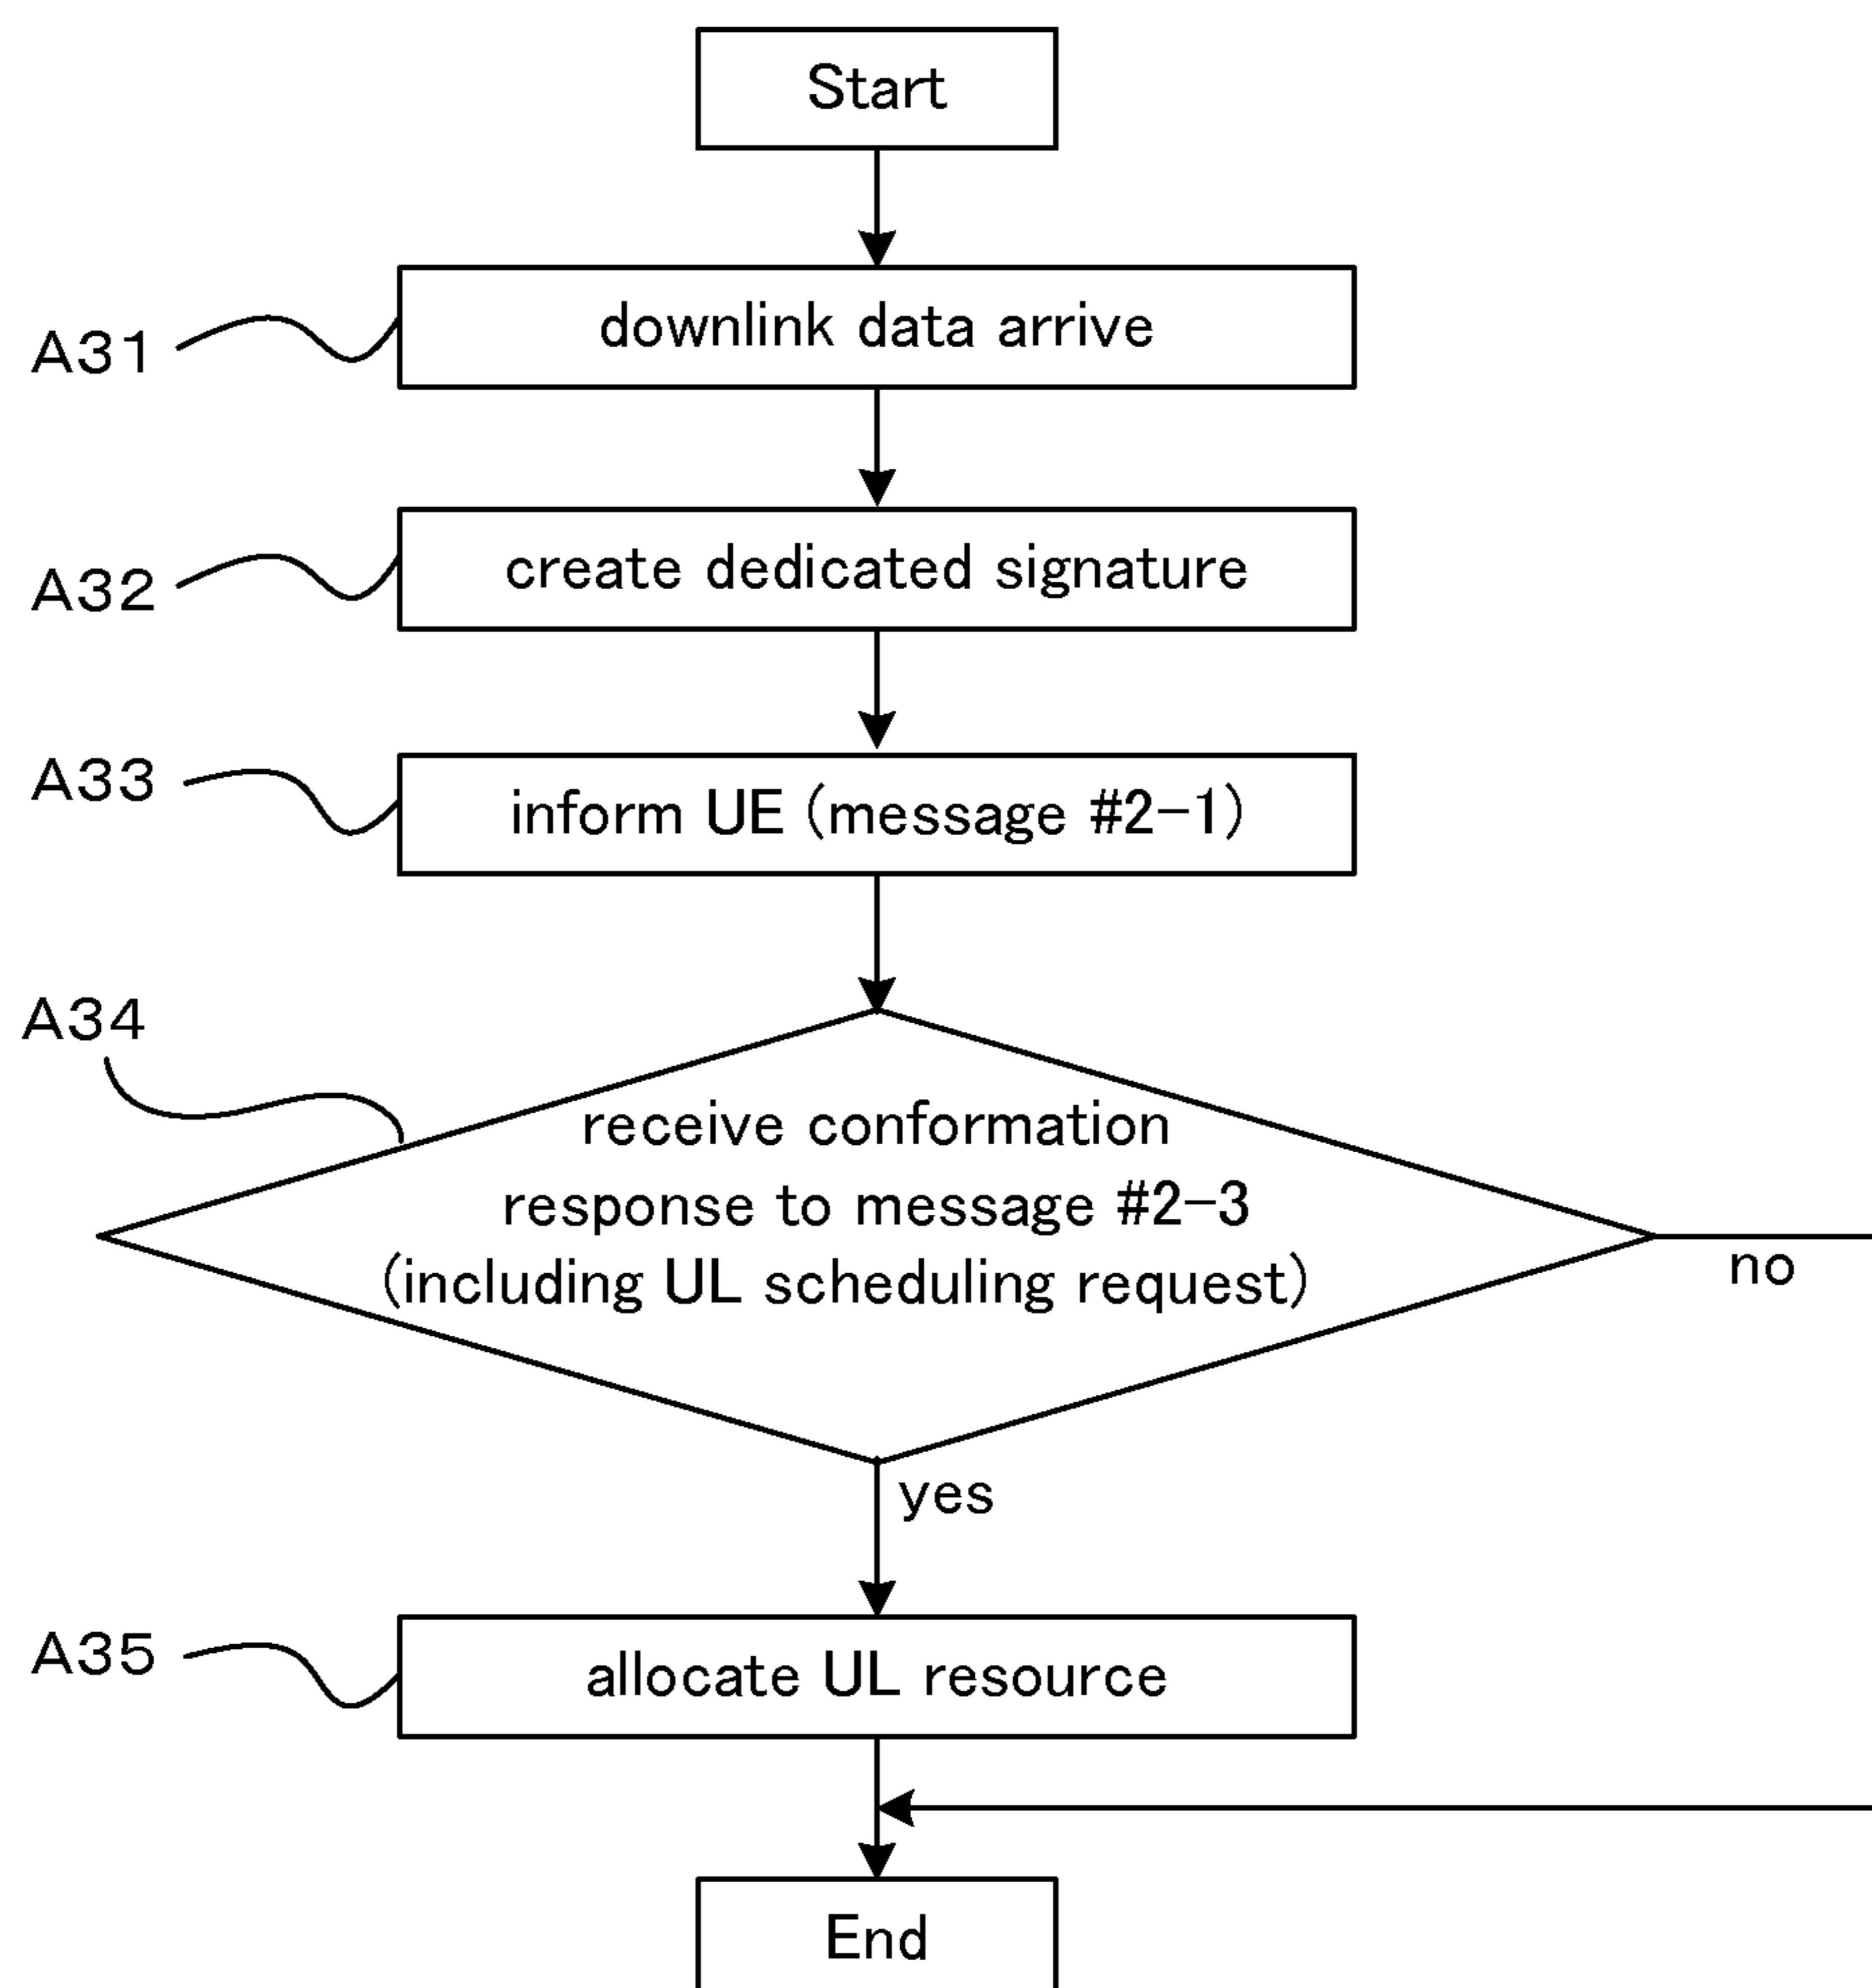 Start
A31
downlink data arrive
A32
create dedicated signature
A33
inform UE (message #2-1)
A34
receive conformation
response to message #2-3
(including UL scheduling request)
no
yes
A35
allocate UL resource
End